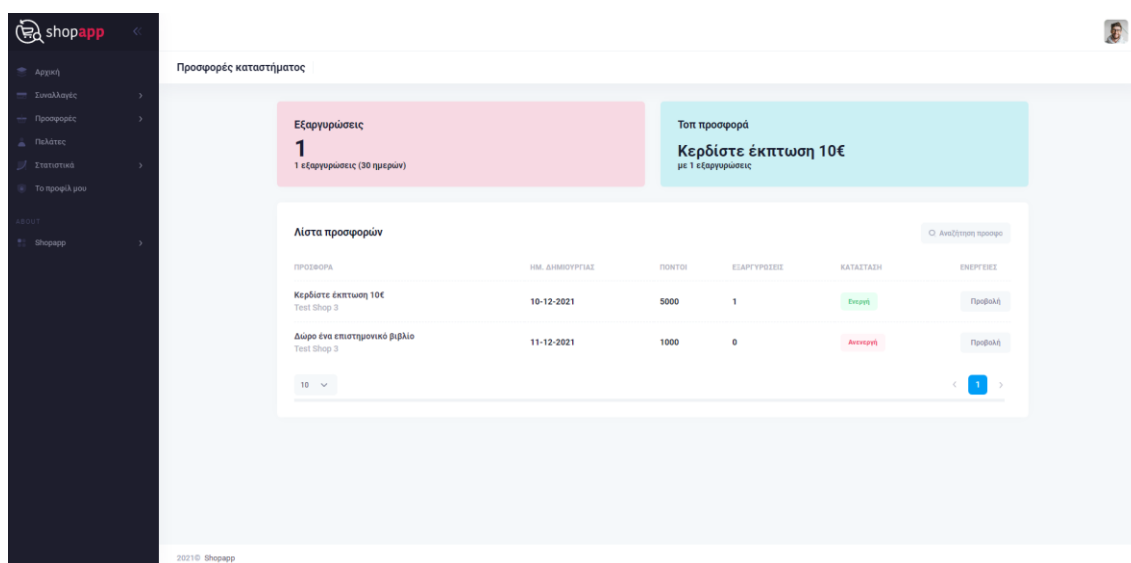 shopapp
Αρχική
Συναλλαγές
Προσφορές
Πελάτες
Στατιστικά
Το προφίλ μου
ABOUT
Shopapp
Προσφορές καταστήματος
Εξαργυρώσεις
1
1 εξαργυρώσεις (30 ημερών)
Τοπ προσφορά
Κερδίστε έκπτωση 10€
με 1 εξαργυρώσεις
Λίστα προσφορών
Αναζήτηση προσφο
ΠΡΟΣΦΟΡΑ ΗΜ. ΔΗΜΙΟΥΡΓΙΑΣ ΠΟΝΤΟΙ ΕΞΑΡΓΥΡΩΣΕΙΣ ΚΑΤΑΣΤΑΣΗ ΕΝΕΡΓΕΙΕΣ
Κερδίστε έκπτωση 10€
Test Shop 3
10-12-2021 5000 1 Ενεργή Προβολή
Δώρο ένα επιστημονικό βιβλίο
Test Shop 3
11-12-2021 1000 0 Ανενεργή Προβολή
10
1
2021© Shopapp